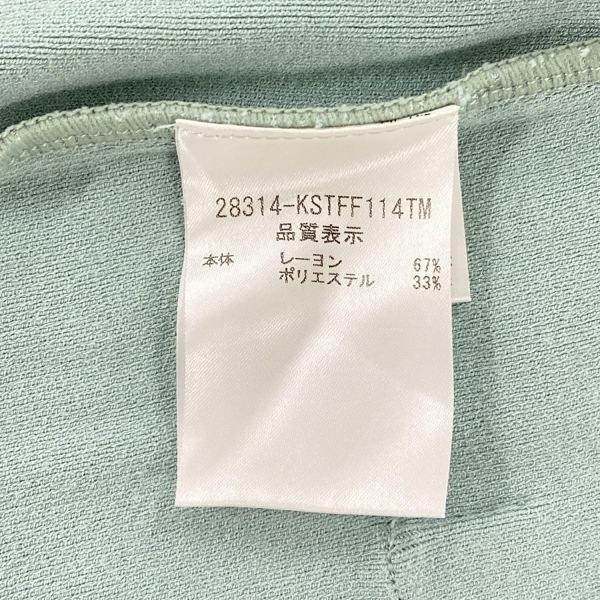 28314-KSTFF114TM
品質表示
本体 レーヨン 67%
ポリエステル 33%